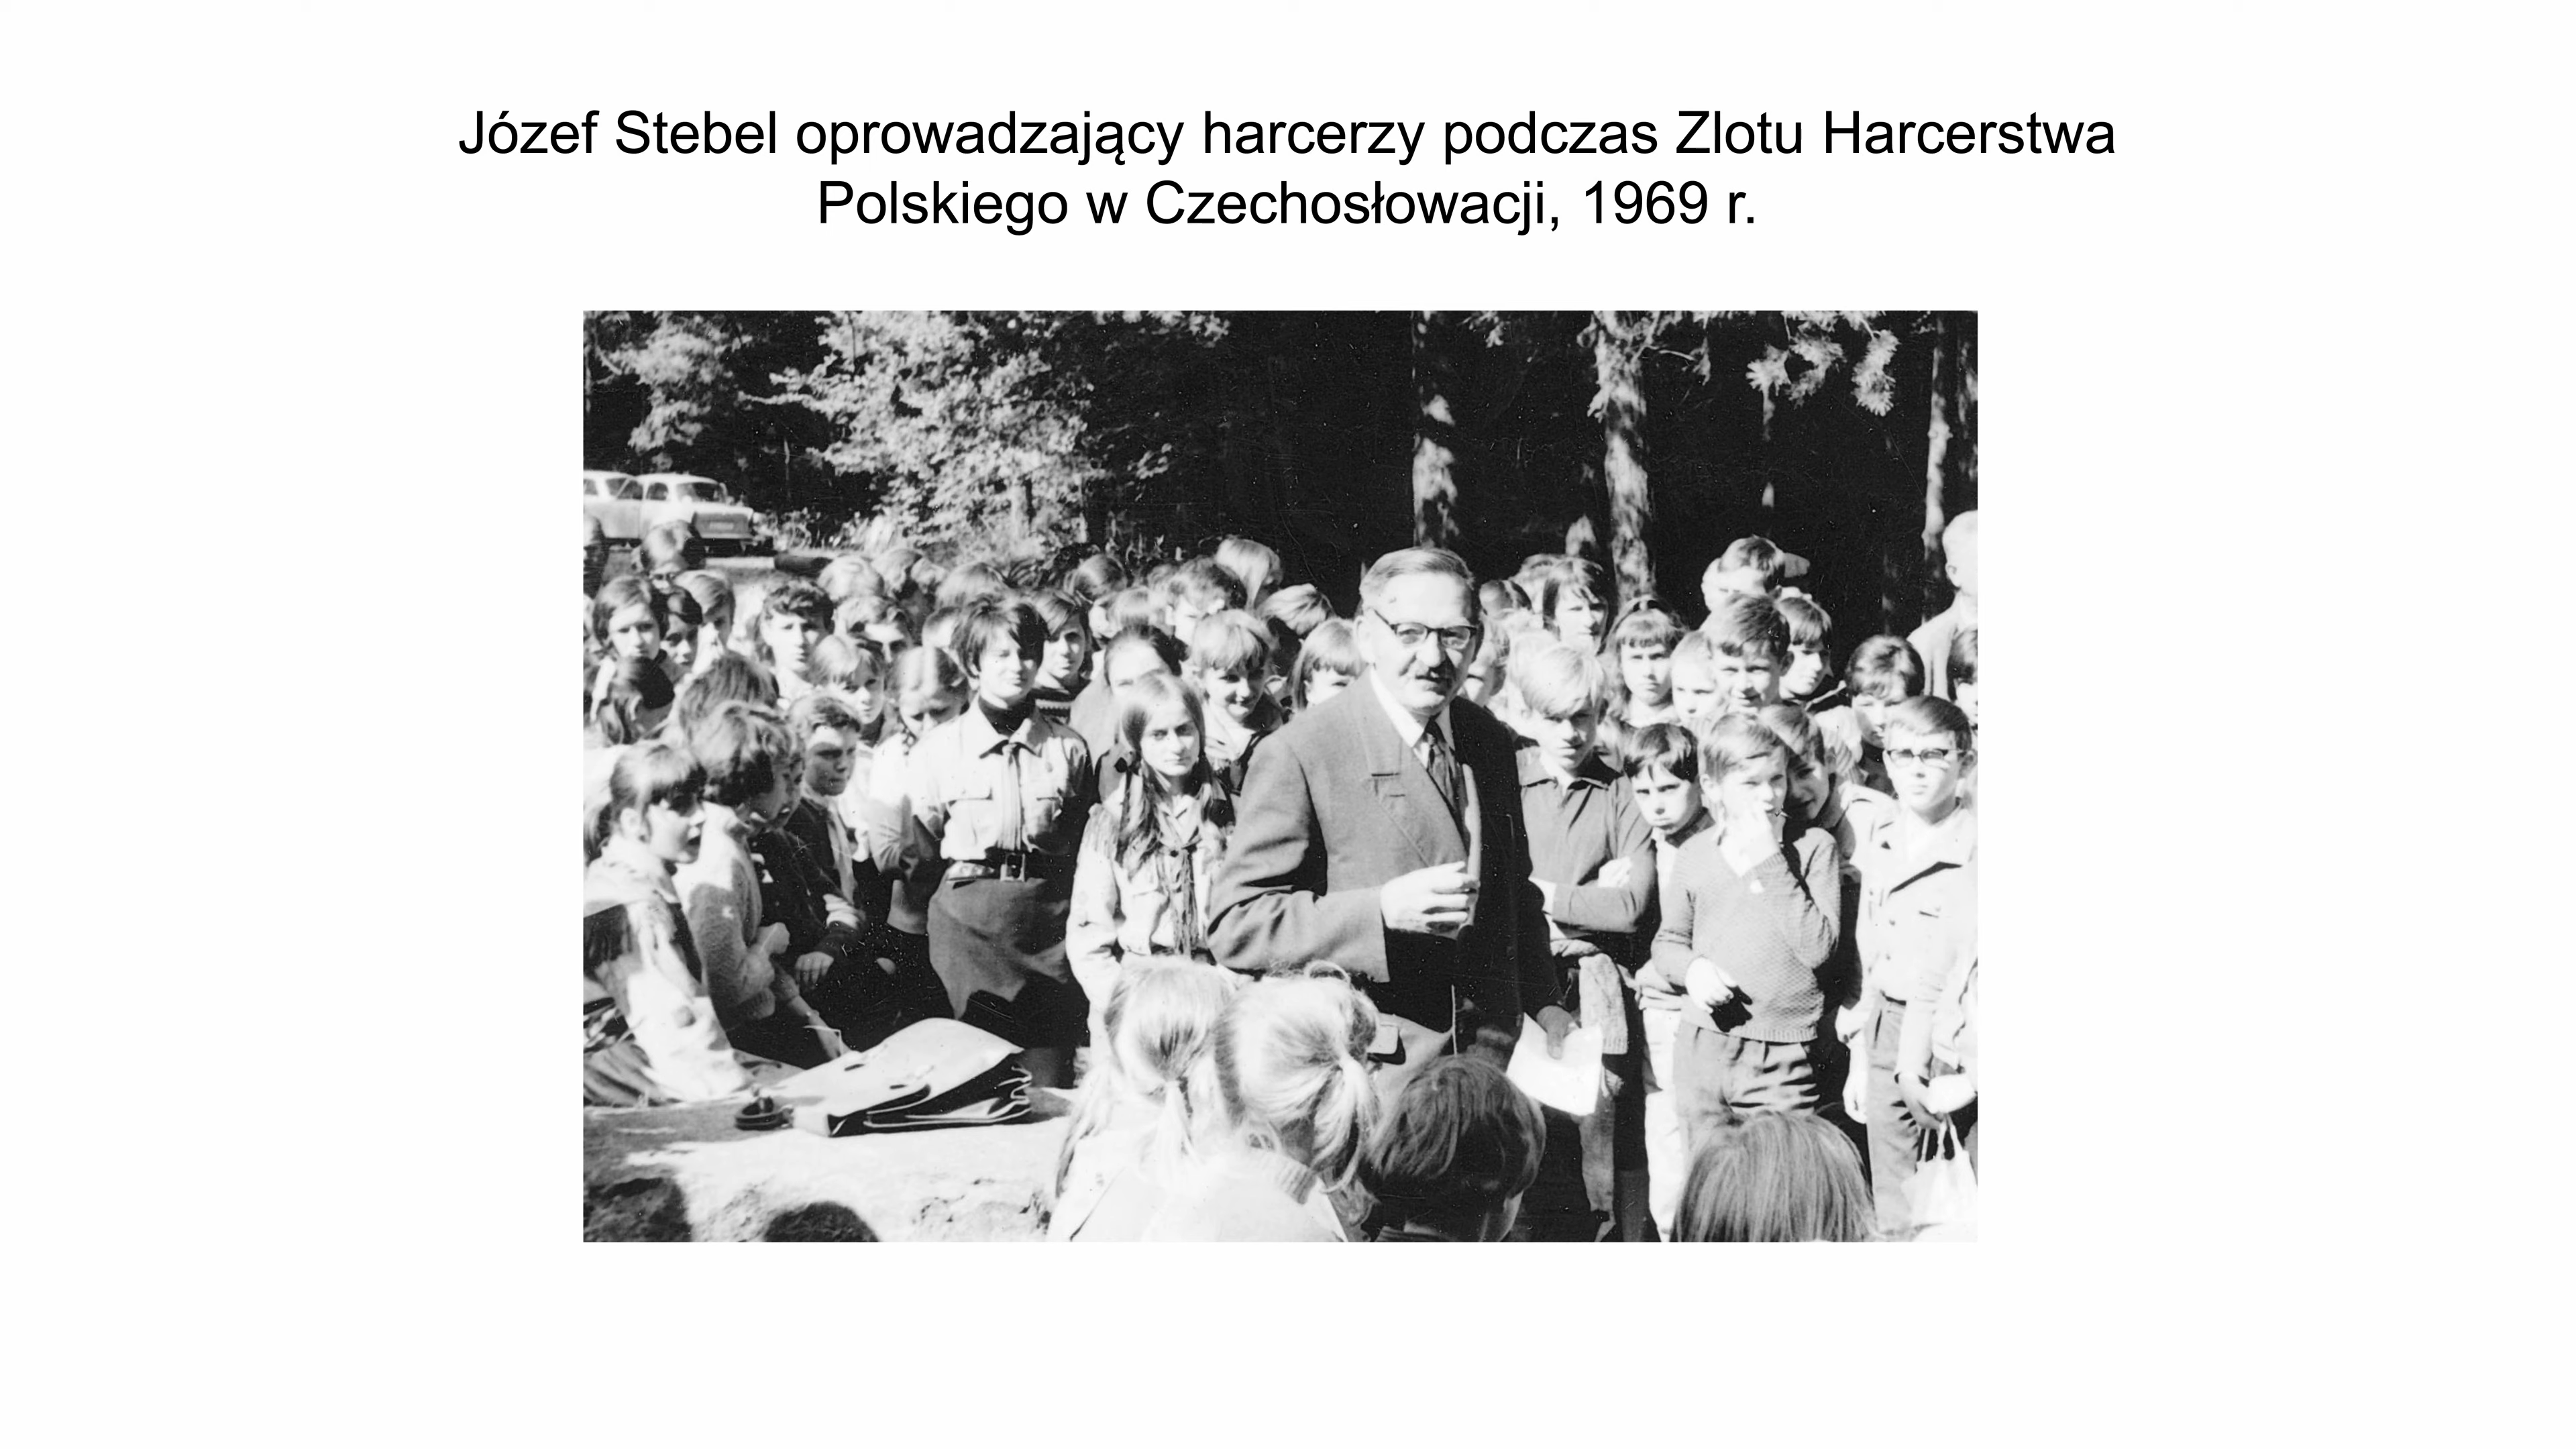 Józef Stebel oprowadzający harcerzy podczas Zlotu Harcerstwa
Polskiego w Czechosłowacji, 1969 r.